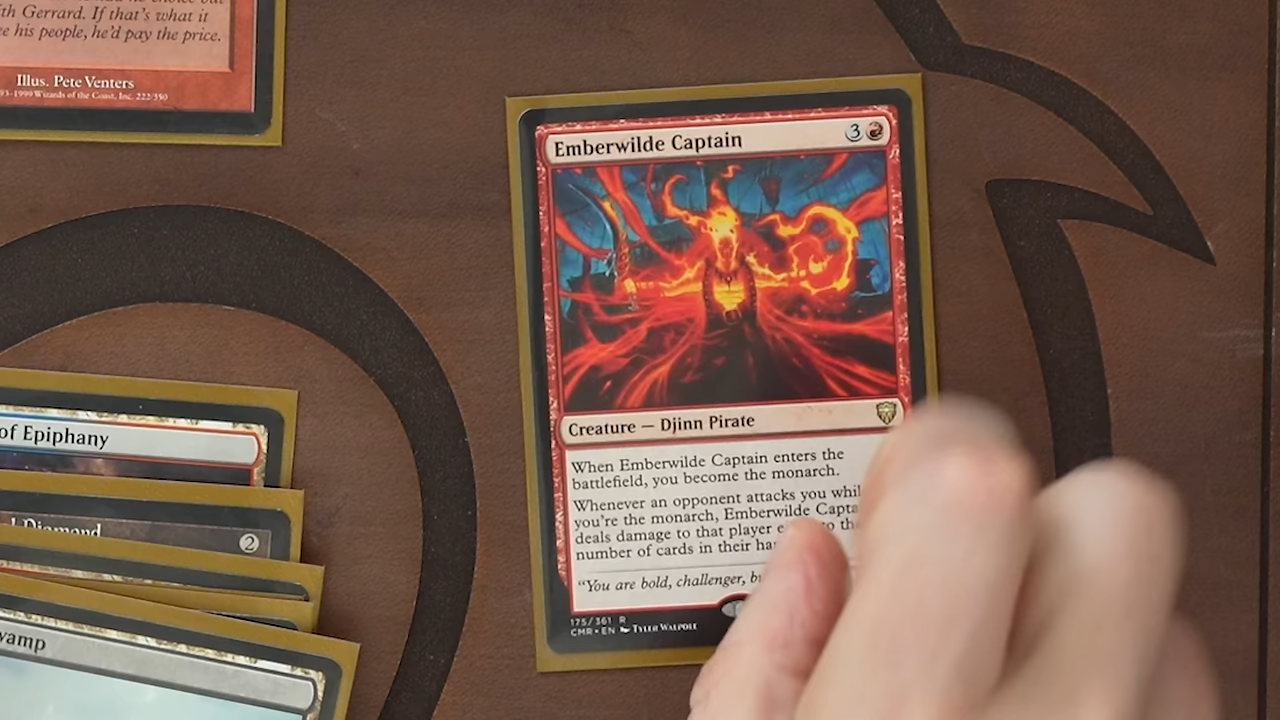 th Gerrard. If that's what it
his people, he'd pay the price.
Illus. Pete Venters
1999 Wizards of the Coast, Inc. 222/350
Emberwilde Captain
3
Creature — Djinn Pirate
When Emberwilde Captain enters the
battlefield, you become the monarch.
Whenever an opponent attacks you whil
you're the monarch, Emberwilde Capta
deals damage to that player e to th
number of cards in their ha
"You are bold, challenger, b
175/361 R
CMR • EN Tyler Walpole
of Epiphany
Diamond
2
wamp